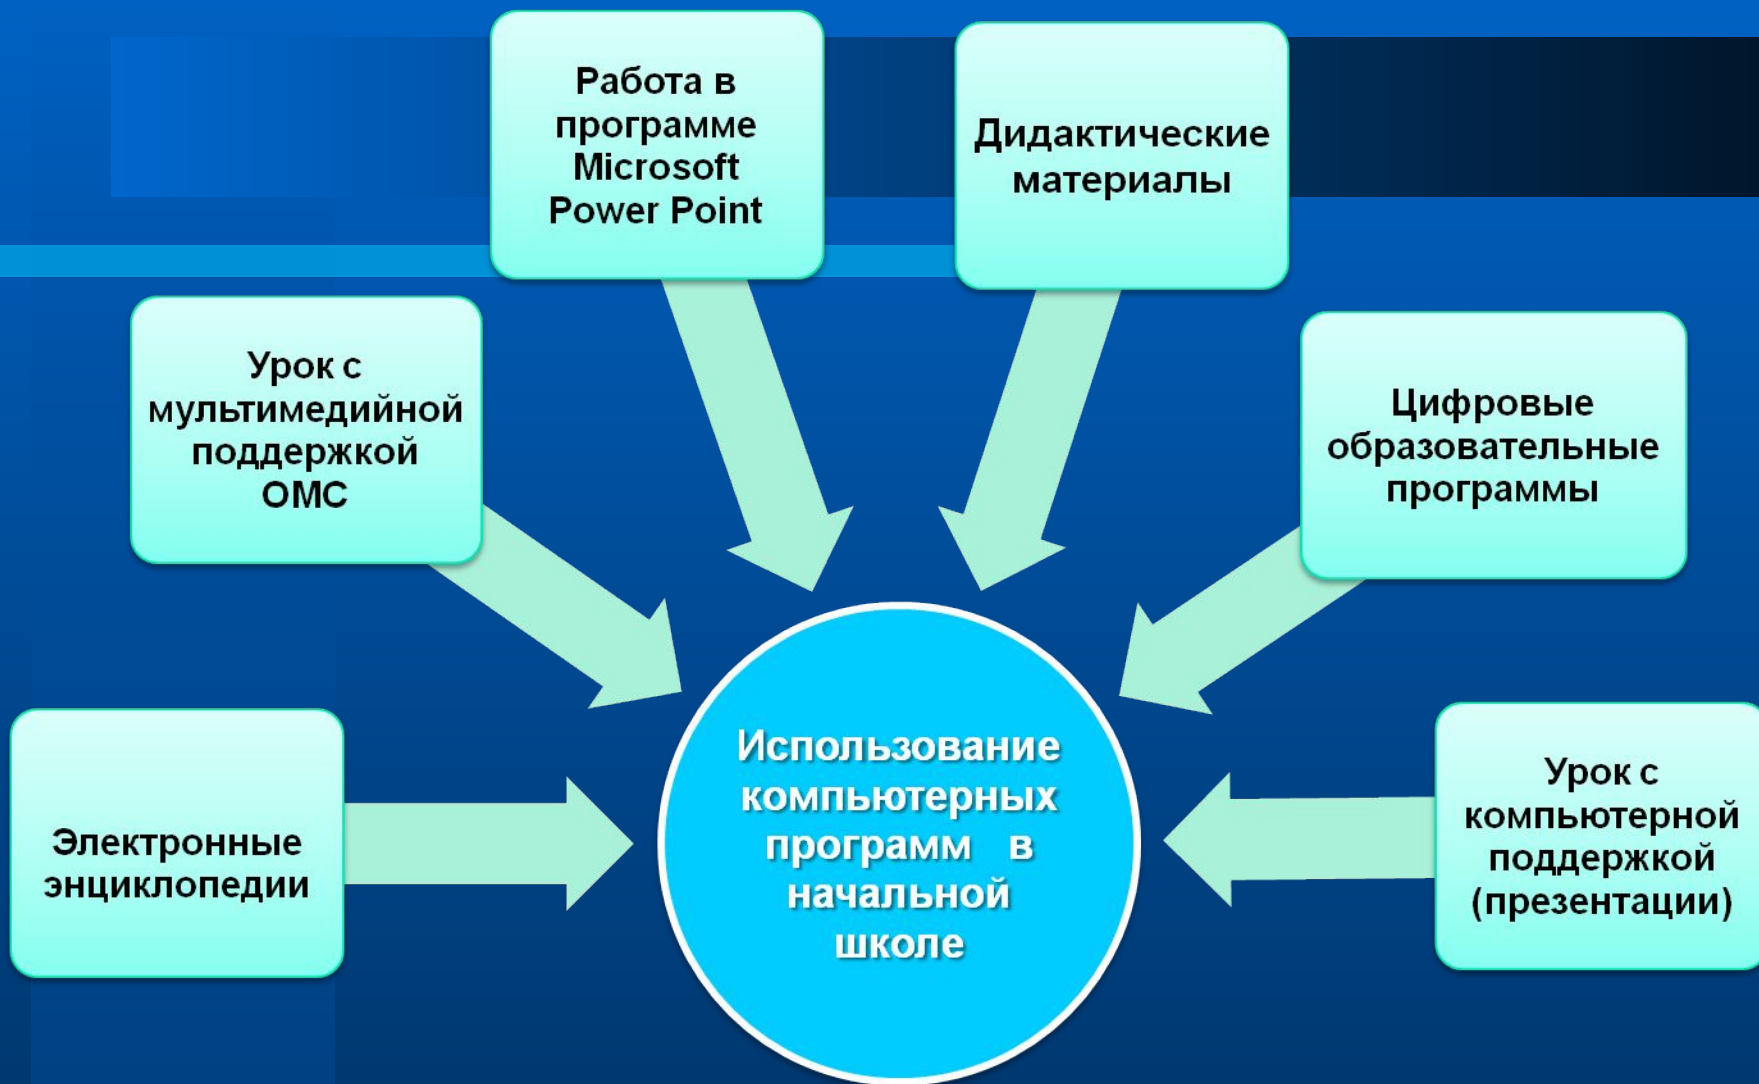 Работа в
программе
Microsoft
Power Point
Дидактические
материалы
Урок с
мультимедийной
поддержкой
ОМС
Цифровые
образовательные
программы
Электронные
энциклопедии
Использование
компьютерных
программ в
начальной
школе
Урок с
компьютерной
поддержкой
(презентации)